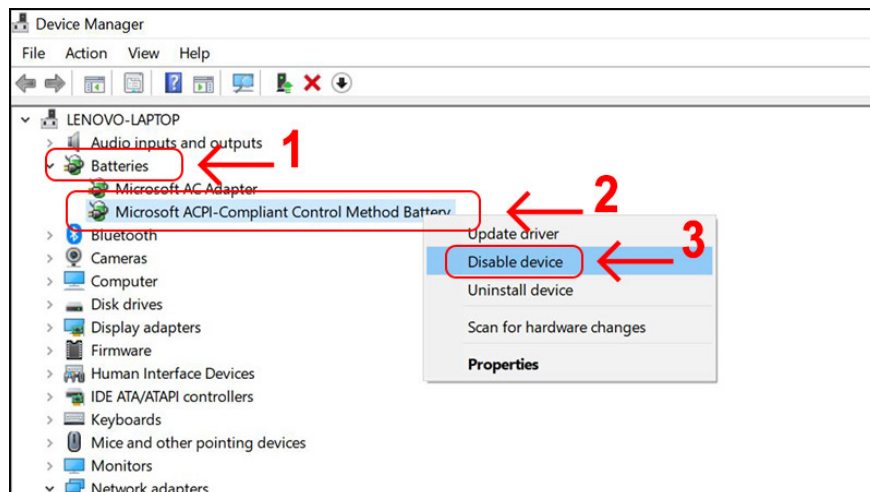 Device Manager
File Action View Help
LENOVO-LAPTOP
Audio inputs and outputs
1
Batteries
Microsoft AC Adapter
2
Microsoft ACPI-Compliant Control Method Battery
Bluetooth
Update driver
3
Cameras
Disable device
Computer
Uninstall device
Disk drives
Display adapters
Scan for hardware changes
Firmware
Properties
Human Interface Devices
IDE ATA/ATAPI controllers
Keyboards
Mice and other pointing devices
Monitors
Network adapters